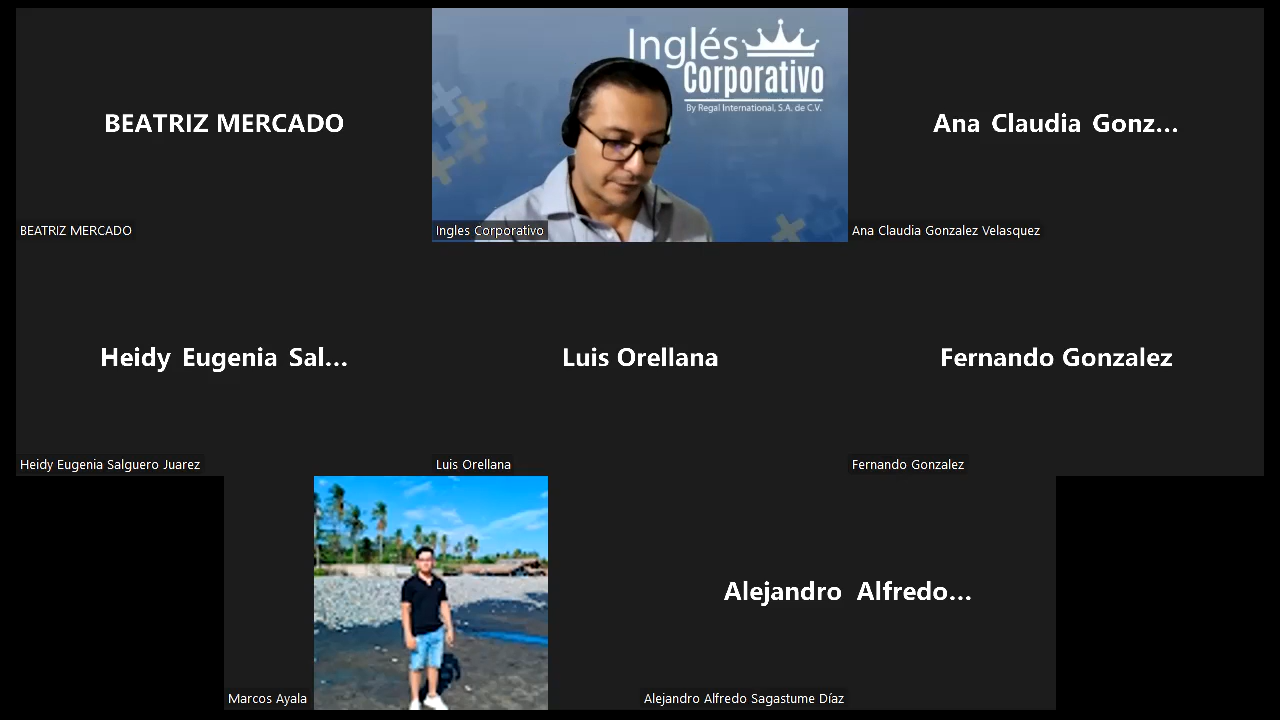 BEATRIZ MERCADO
BEATRIZ MERCADO
Inglés
Corporativo
By Regal International, S.A. de C.V.
Ingles Corporativo
Ana Claudia Gonz...
Ana Claudia Gonzalez Velasquez
Heidy Eugenia Sal...
Heidy Eugenia Salguero Juarez
Luis Orellana
Luis Orellana
Fernando Gonzalez
Fernando Gonzalez
Marcos Ayala
Alejandro Alfredo...
Alejandro Alfredo Sagastume Díaz